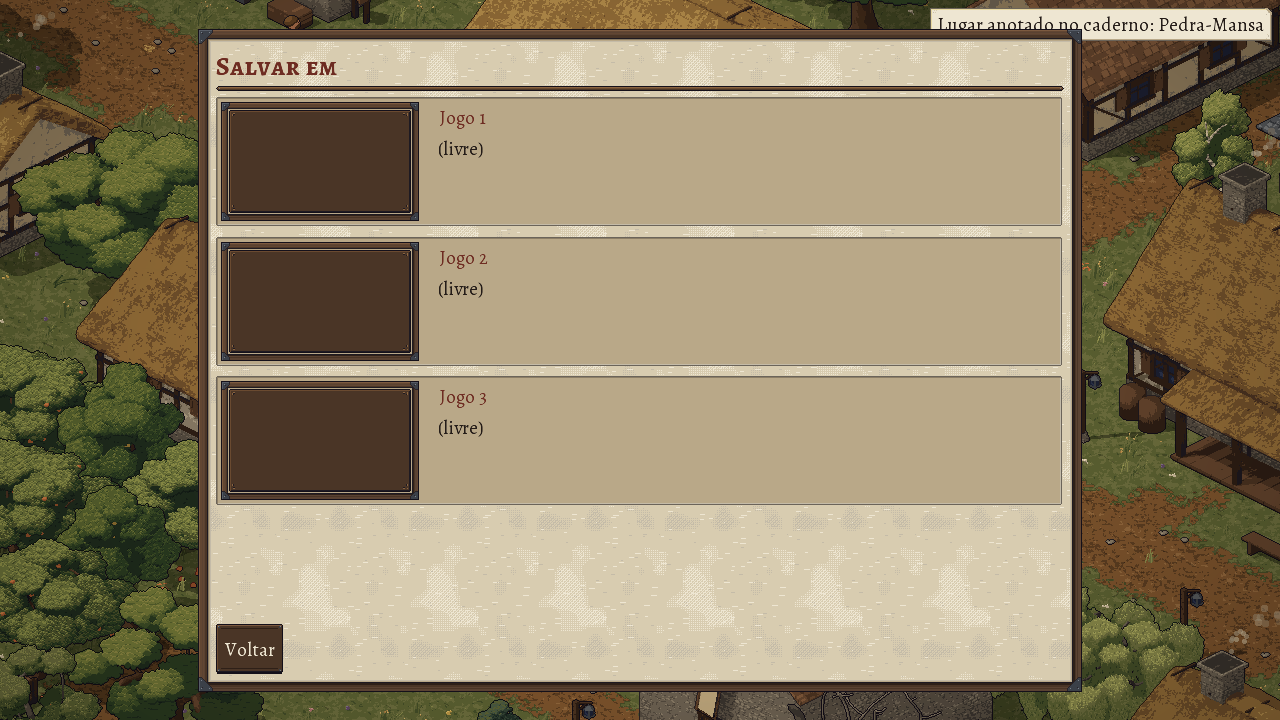 Lugar anotado no caderno: Pedra-Mansa
Salvar em
Jogo 1
(livre)
Jogo 2
(livre)
Jogo 3
(livre)
Voltar